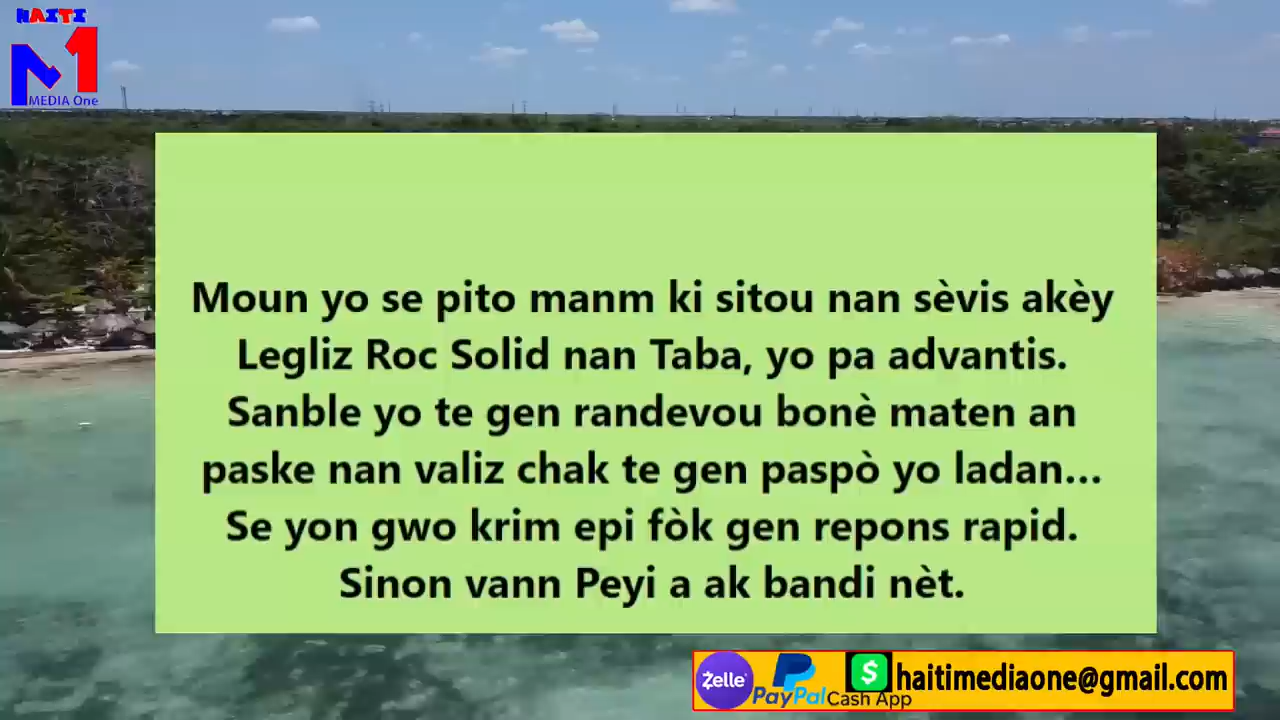 HAITI
M1
MEDIA One
Moun yo se pito manm ki sitou nan sèvis akèy
Legliz Roc Solid nan Taba, yo pa advantis.
Sanble yo te gen randevou bonè maten an
paske nan valiz chak te gen paspò yo ladan...
Se yon gwo krim epi fòk gen repons rapid.
Sinon vann Peyi a ak bandi nèt.
Zelle
PayPal
$
Cash App
haitimediaone@gmail.com